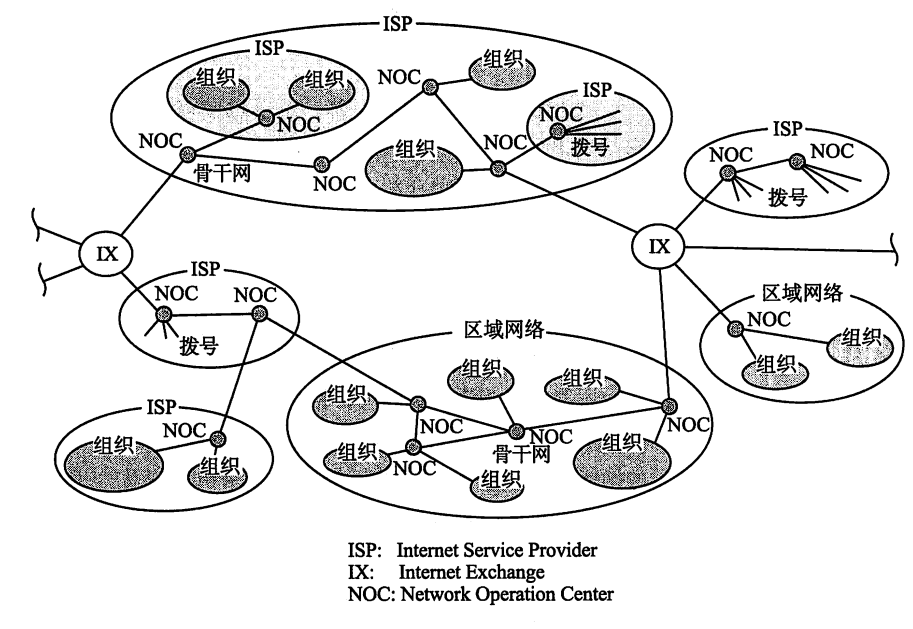 ISP
ISP
组织
组织
NOC
NOC
组织
ISP
NOC
拨号
NOC
骨干网
NOC
组织
NOC
ISP
NOC
NOC
拨号
IX
IX
ISP
NOC
NOC
拨号
区域网络
NOC
组织
组织
区域网络
组织
组织
组织
NOC
NOC
NOC
骨干网
组织
NOC
组织
组织
ISP
NOC
组织
组织
ISP: Internet Service Provider
IX: Internet Exchange
NOC: Network Operation Center